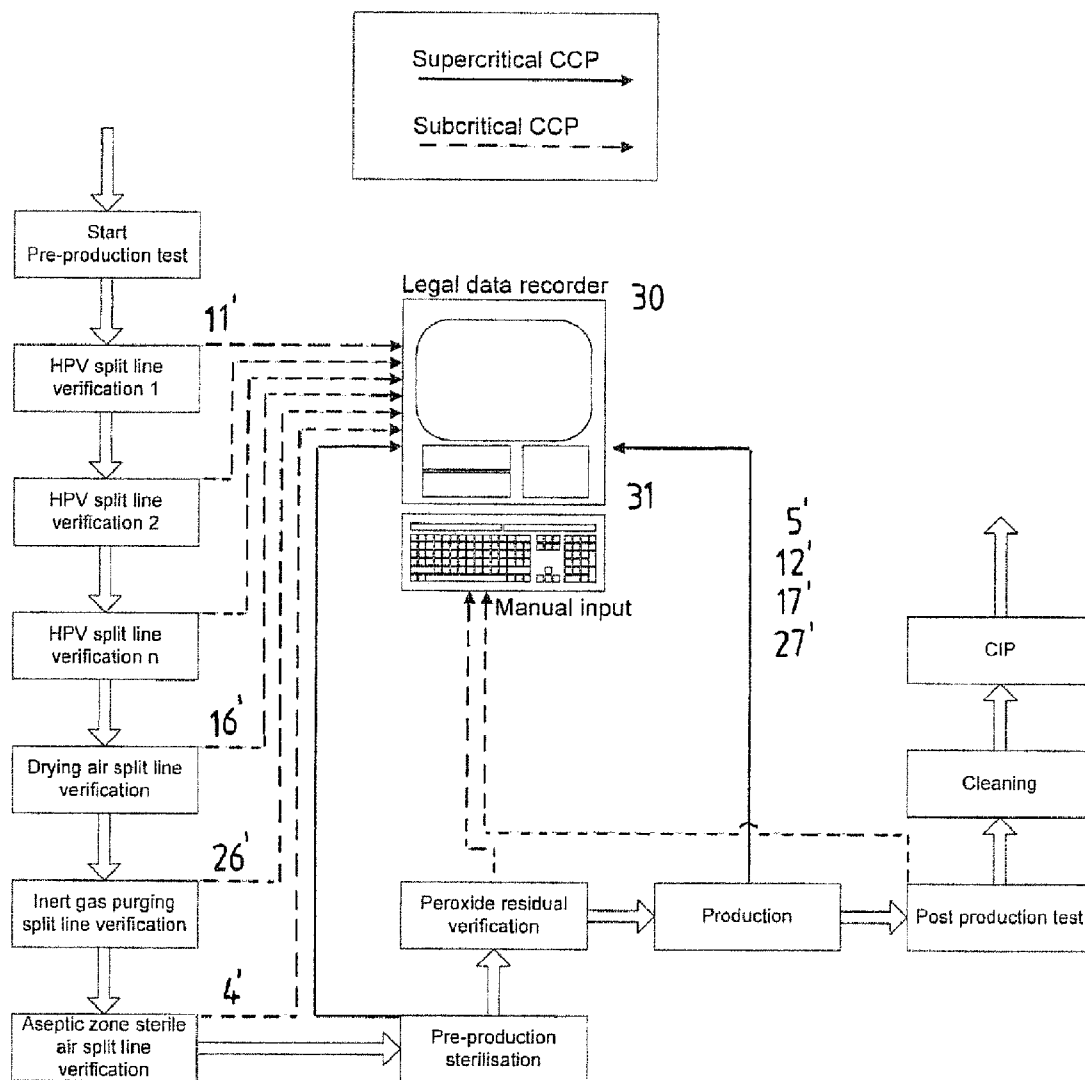 Supercritical CCP
Subcritical CCP
Start
Pre-production test
Legal data recorder
30
11'
HPV split line
verification 1
HPV split line
verification 2
31
Manual input
5'
12'
17'
27'
HPV split line
verification n
CIP
16'
Drying air split line
verification
Cleaning
26'
Inert gas purging
split line verification
Peroxide residual
verification
Production
Post production test
4'
Aseptic zone sterile
air split line
verification
Pre-production
sterilisation